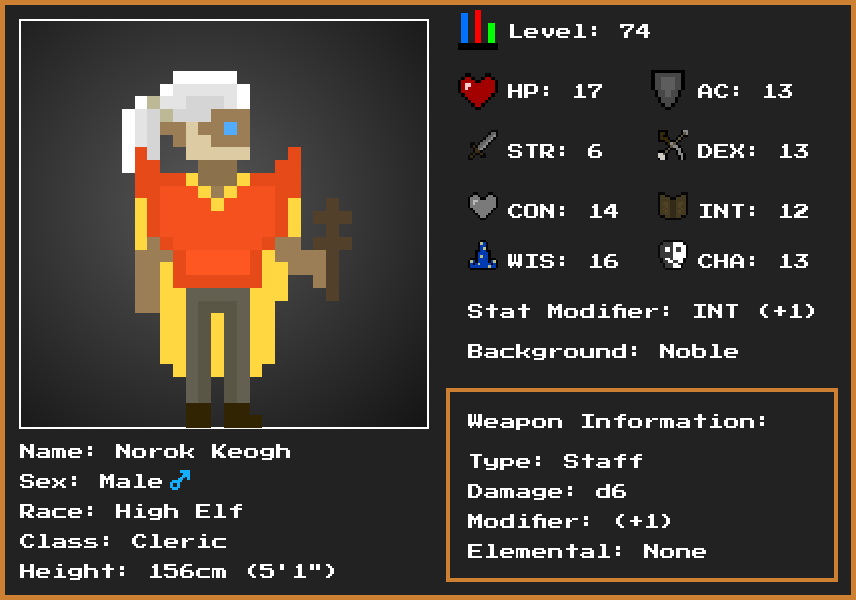 Level: 74
HP: 17 AC: 13
STR: 6 DEX: 13
CON: 14 INT: 12
WIS: 16 CHA: 13
Stat Modifier: INT (+1)
Background: Noble
Weapon Information:
Type: Staff
Damage: d6
Modifier: (+1)
Elemental: None
Name: Norok Keogh
Sex: Male ♂
Race: High Elf
Class: Cleric
Height: 156cm (5'1")